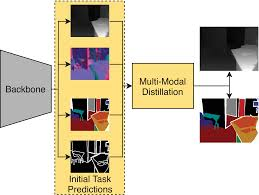 Backbone
Initial Task
Predictions
Multi-Modal
Distillation